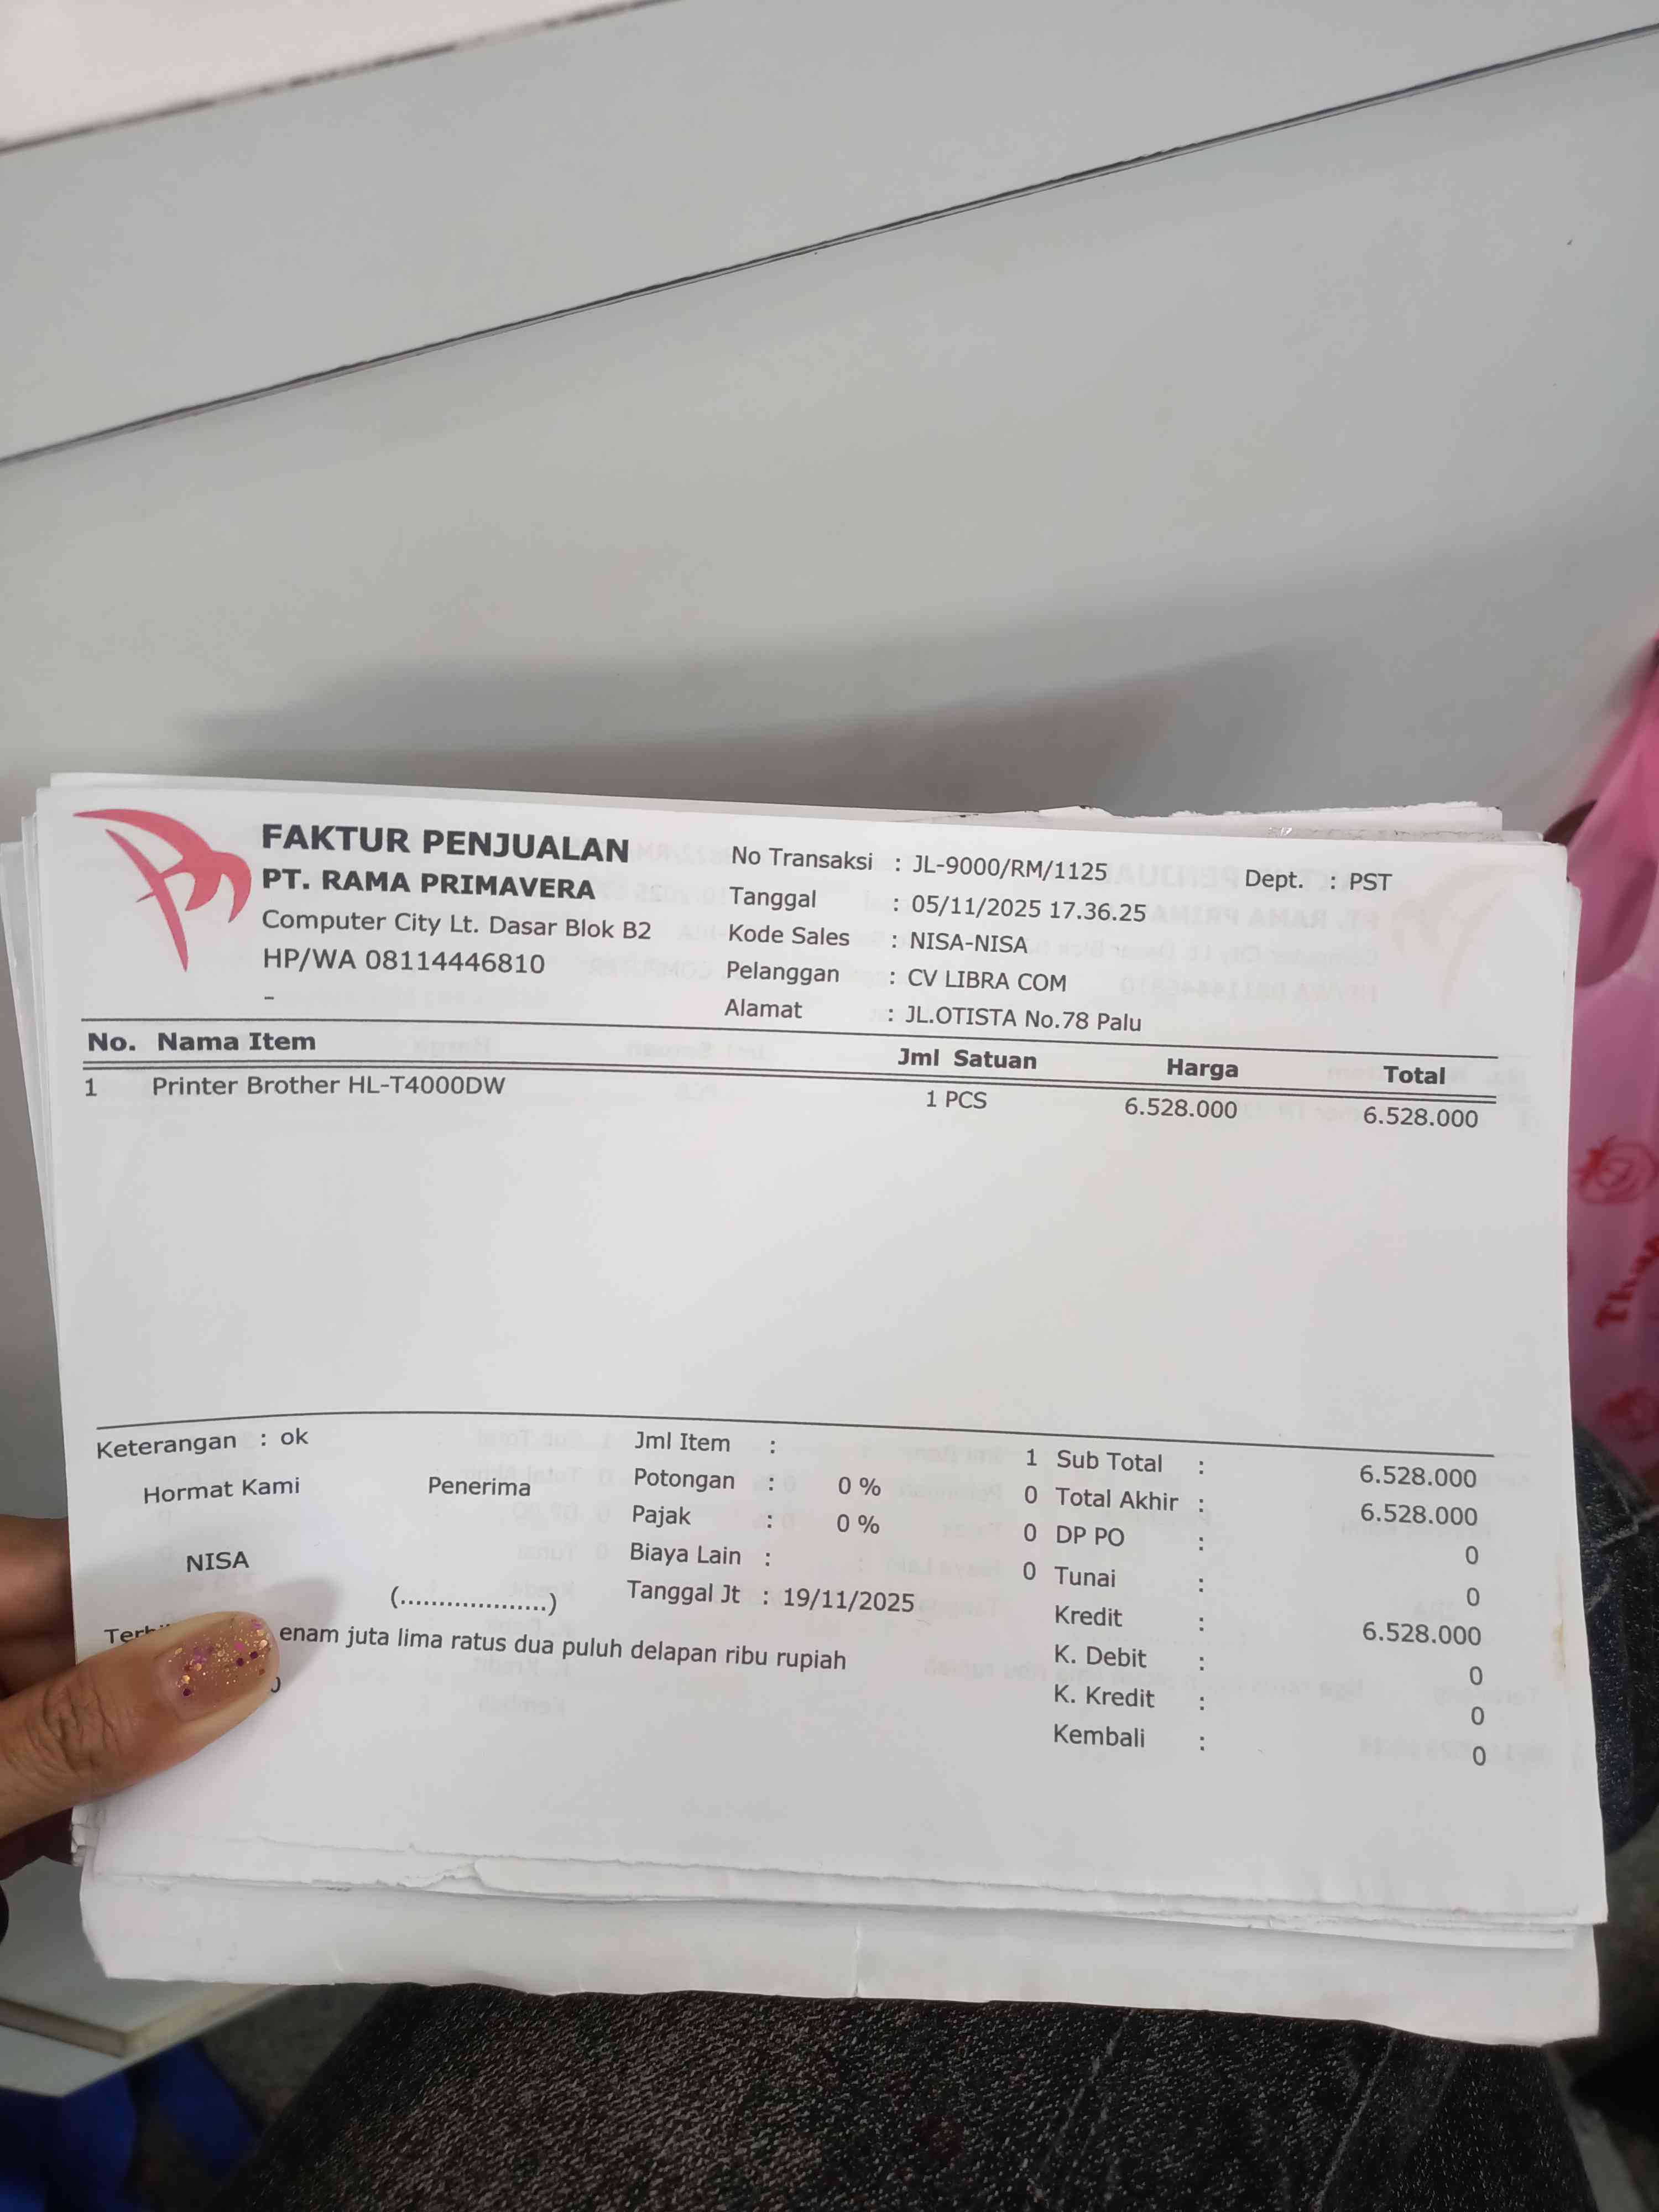 FAKTUR PENJUALAN
PT. RAMA PRIMAVERA
Computer City Lt. Dasar Blok B2
HP/WA 08114446810
-
No Transaksi : JL-9000/RM/1125 Dept. : PST
Tanggal : 05/11/2025 17.36.25
Kode Sales : NISA-NISA
Pelanggan : CV LIBRA COM
Alamat : JL.OTISTA No.78 Palu
No. Nama Item Jml Satuan Harga Total
1 Printer Brother HL-T4000DW 1 PCS 6.528.000 6.528.000
Keterangan : ok
Hormat Kami Penerima
NISA
(...................)
Jml Item : 1
Potongan : 0 % 0
Pajak : 0 % 0
Biaya Lain : 0
Tanggal Jt : 19/11/2025
Sub Total : 6.528.000
Total Akhir : 6.528.000
DP PO : 0
Tunai : 0
Kredit : 6.528.000
K. Debit : 0
K. Kredit : 0
Kembali : 0
enam juta lima ratus dua puluh delapan ribu rupiah